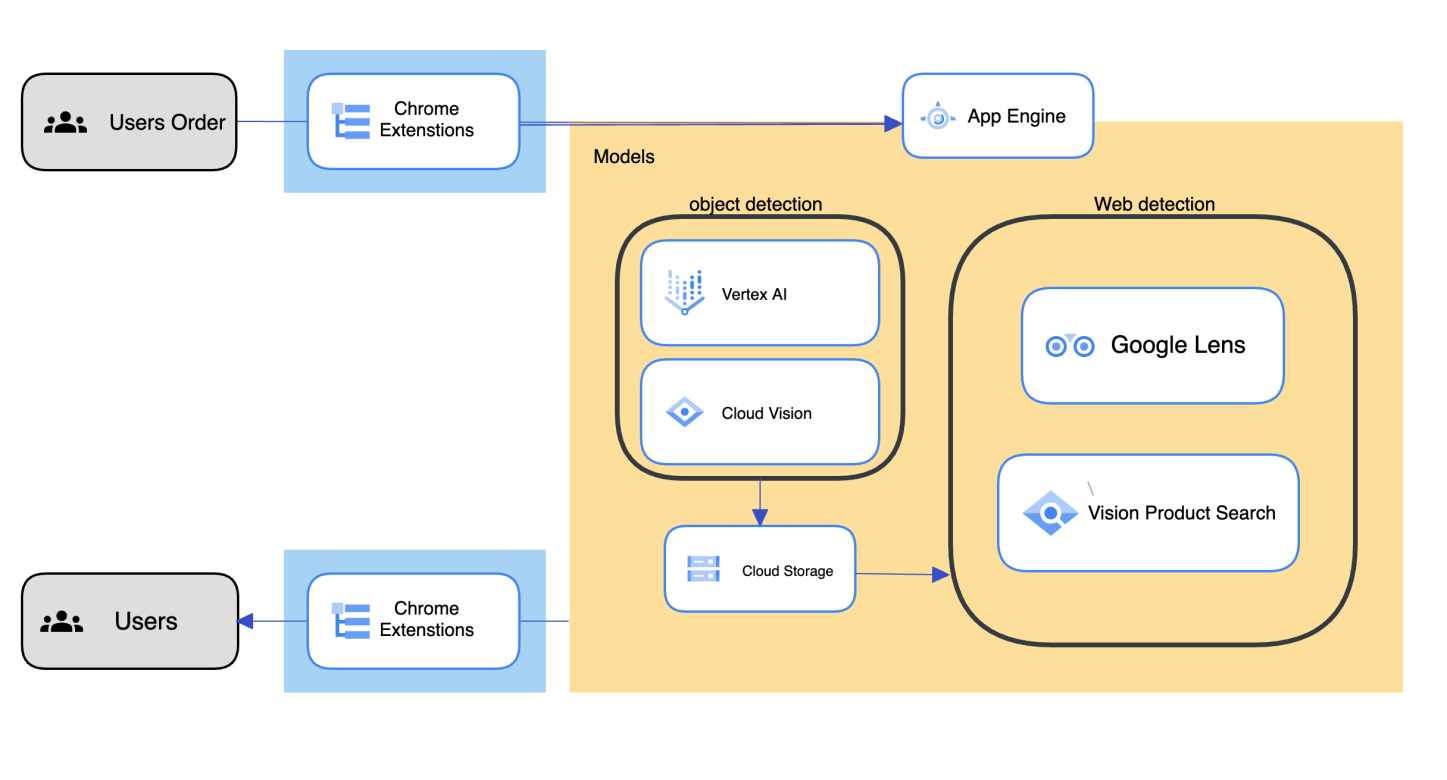 Users Order
Chrome
Extenstions
App Engine
Models
object detection
Web detection
Vertex AI
Google Lens
Cloud Vision
\
Vision Product Search
Cloud Storage
Users
Chrome
Extenstions